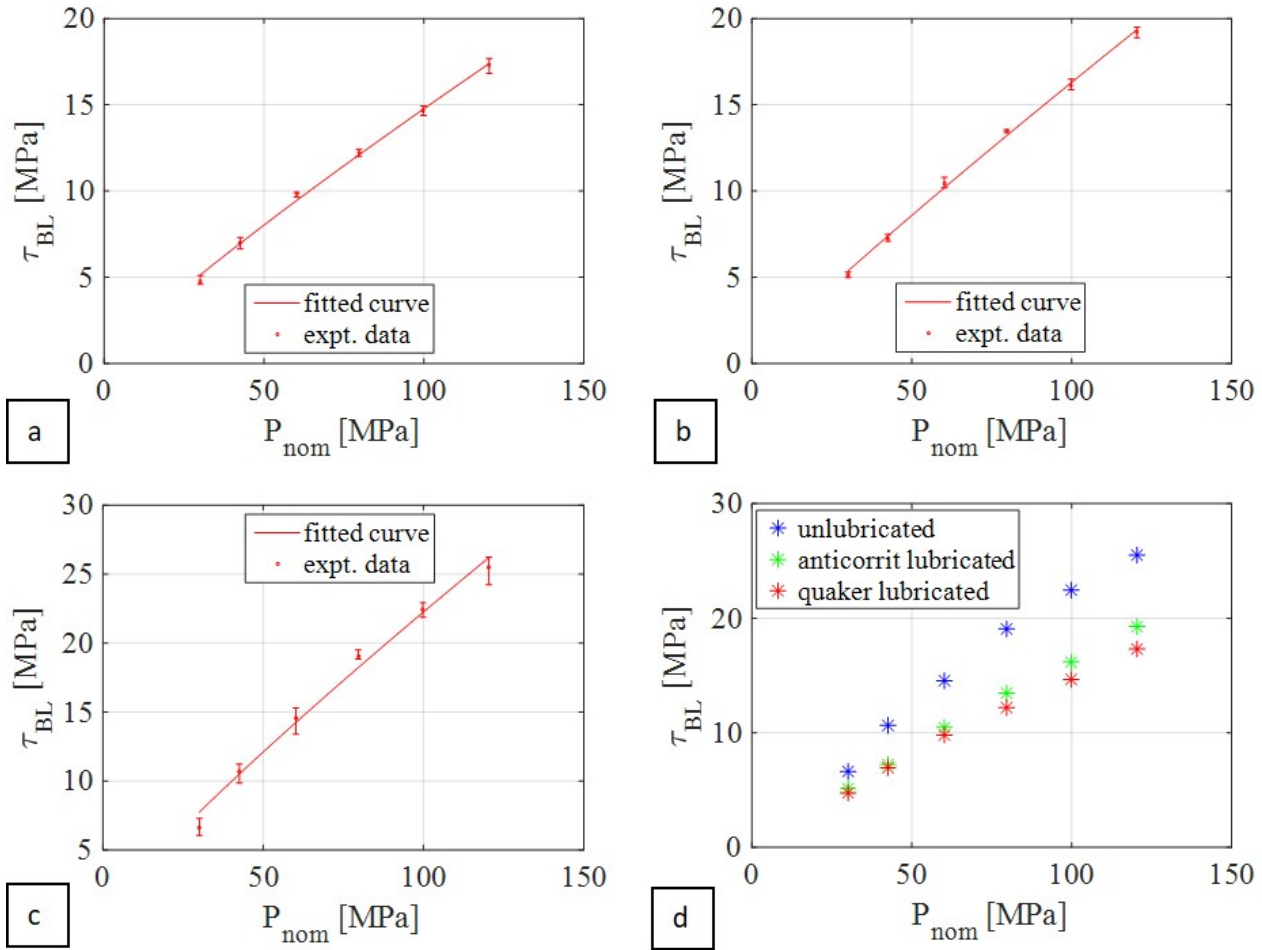 20
15
10
5
0
τBL [MPa]
fitted curve
expt. data
0 50 100 150
Pnom [MPa]
a
20
15
10
5
0
τBL [MPa]
fitted curve
expt. data
0 50 100 150
Pnom [MPa]
b
30
25
20
15
10
5
τBL [MPa]
fitted curve
expt. data
0 50 100 150
Pnom [MPa]
c
30
20
10
0
τBL [MPa]
unlubricated
anticorrit lubricated
quaker lubricated
0 50 100 150
Pnom [MPa]
d